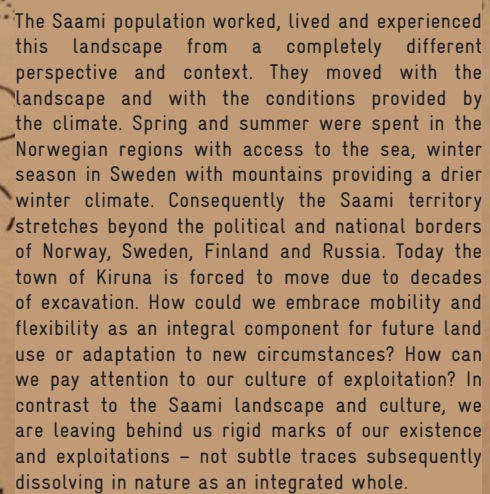 The Saami population worked, lived and experienced
this landscape from a completely different
perspective and context. They moved with the
landscape and with the conditions provided by
the climate. Spring and summer were spent in the
Norwegian regions with access to the sea, winter
season in Sweden with mountains providing a drier
winter climate. Consequently the Saami territory
stretches beyond the political and national borders
of Norway, Sweden, Finland and Russia. Today the
town of Kiruna is forced to move due to decades
of excavation. How could we embrace mobility and
flexibility as an integral component for future land
use or adaptation to new circumstances? How can
we pay attention to our culture of exploitation? In
contrast to the Saami landscape and culture, we
are leaving behind us rigid marks of our existence
and exploitations – not subtle traces subsequently
dissolving in nature as an integrated whole.